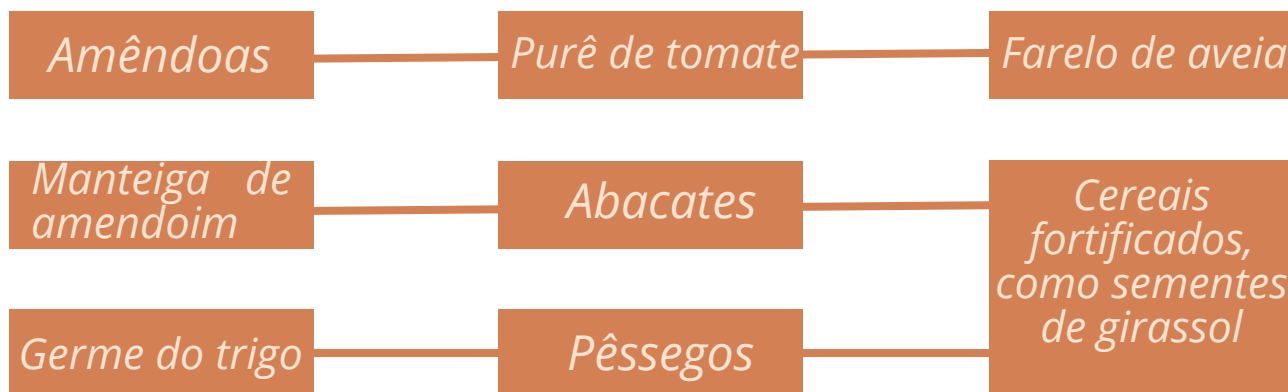 Amêndoas
Purê de tomate
Farelo de aveia
Manteiga de
amendoim
Abacates
Cereais
fortificados,
como sementes
de girassol
Germe do trigo
Pêssegos